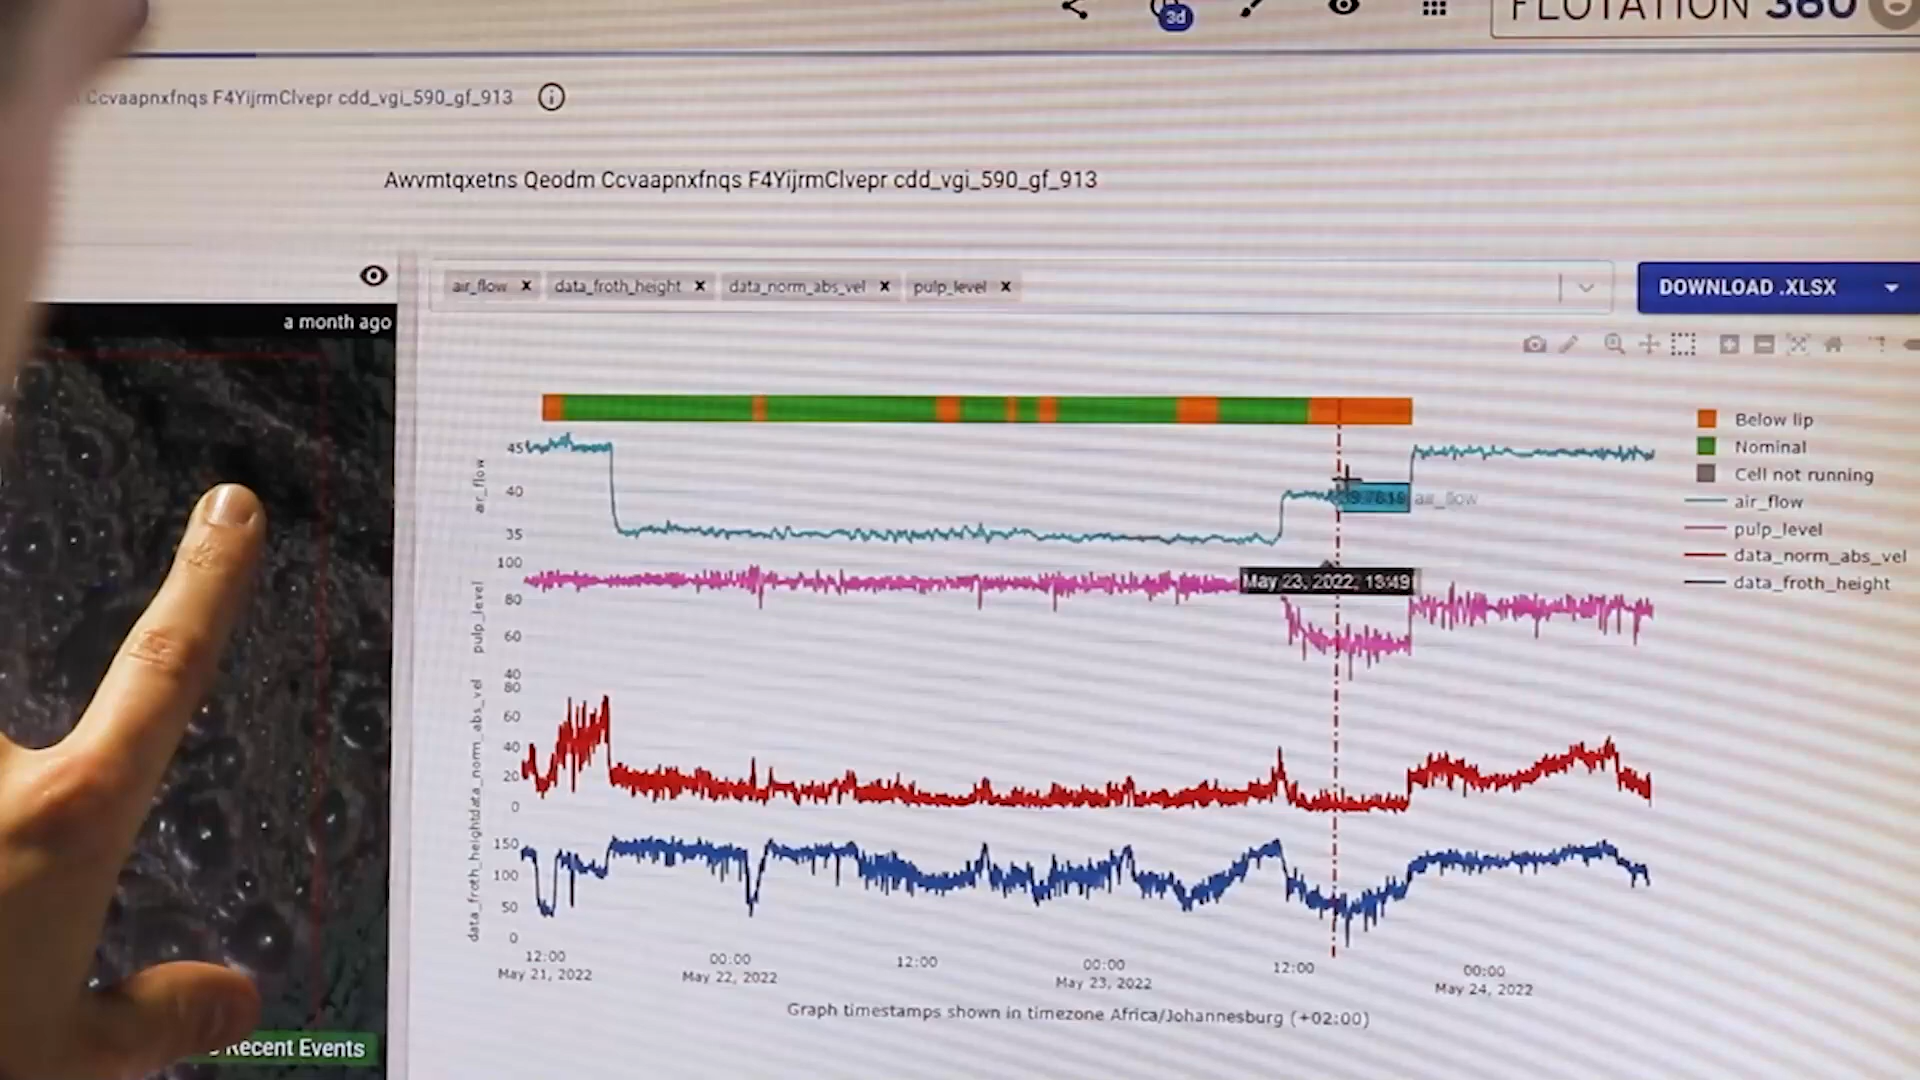 3d
FLOTATION 360
Ccvaapnxfnqs F4YijrmClvepr cdd_vgi_590_gf_913
Awvmtqxetns Qeodm Ccvaapnxfnqs F4YijrmClvepr cdd_vgi_590_gf_913
air_flow x data_froth_height x data_norm_abs_vel x pulp_level x
DOWNLOAD .XLSX
a month ago
Below lip
Nominal
Cell not running
air_flow
pulp_level
data_norm_abs_vel
data_froth_height
air_flow
45
40
35
air_flow
May 23, 2022, 13:49
pulp_level
100
80
60
40
data_norm_abs_vel
80
60
40
20
0
data_froth_height
150
100
50
0
12:00 00:00 12:00 00:00 12:00 00:00
May 21, 2022 May 22, 2022 May 23, 2022 May 24, 2022
Graph timestamps shown in timezone Africa/Johannesburg (+02:00)
Recent Events